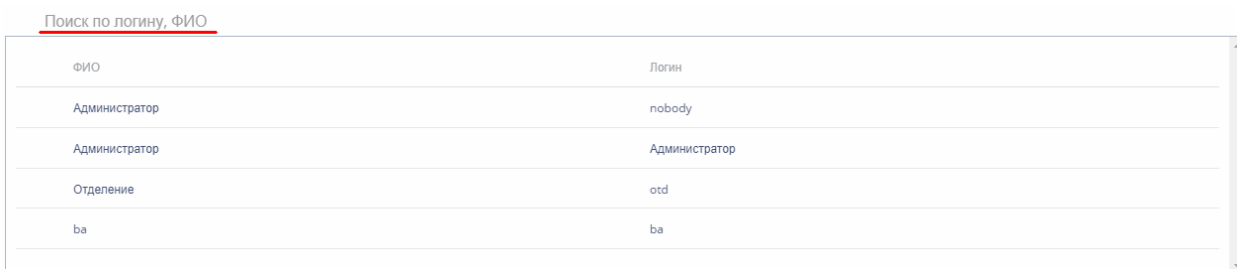 Поиск по логину, ФИО
ФИО Логин
Администратор nobody
Администратор Администратор
Отделение otd
ba ba